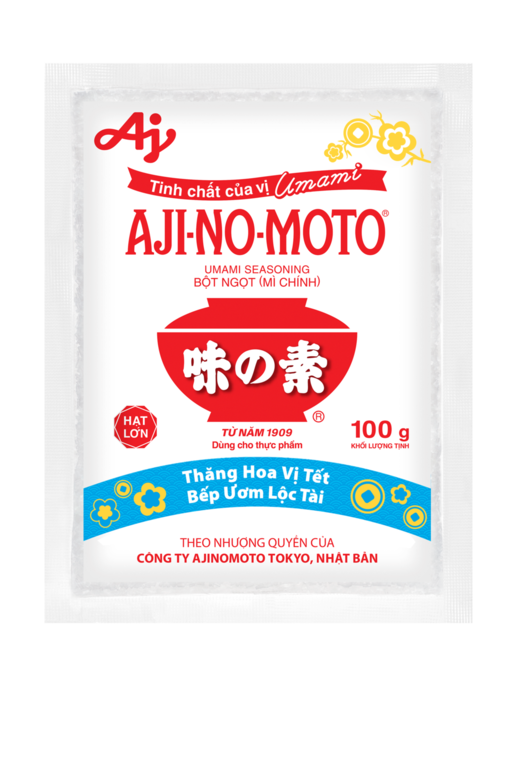 Aj
Tinh chất của vị Umami
AJI-NO-MOTO®
UMAMI SEASONING
BỘT NGỌT (MÌ CHÍNH)
味の素
®
HẠT
LỚN
TỪ NĂM 1909
Dùng cho thực phẩm
100 g
KHỐI LƯỢNG TỊNH
Thăng Hoa Vị Tết
Bếp Ươm Lộc Tài
THEO NHƯỢNG QUYỀN CỦA
CÔNG TY AJINOMOTO TOKYO, NHẬT BẢN